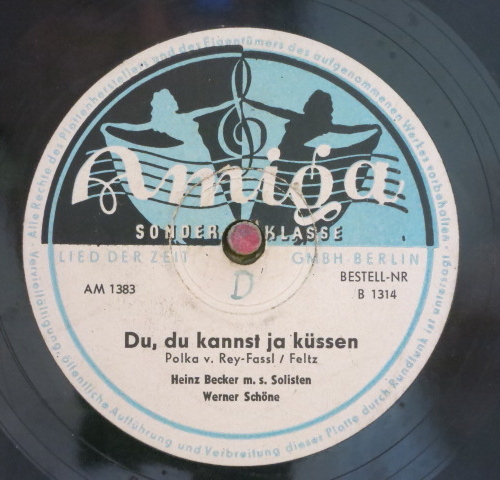 Alle Rechte des Plattenherstellers und des Eigentümers des aufgenommenen Werkes vorbehalten.
Vervielfältigung, öffentliche Aufführung und Verbreitung dieser Platte durch Rundfunk ist untersagt
Amiga
SONDER KLASSE
LIED DER ZEIT GMBH·BERLIN
D
AM 1383
BESTELL-NR
B 1314
Du, du kannst ja küssen
Polka v. Rey-Fassl / Feltz
Heinz Becker m. s. Solisten
Werner Schöne